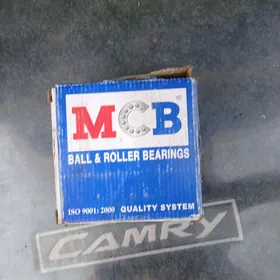 MCB ®
BALL & ROLLER BEARINGS
ISO 9001: 2000 QUALITY SYSTEM
CAMRY